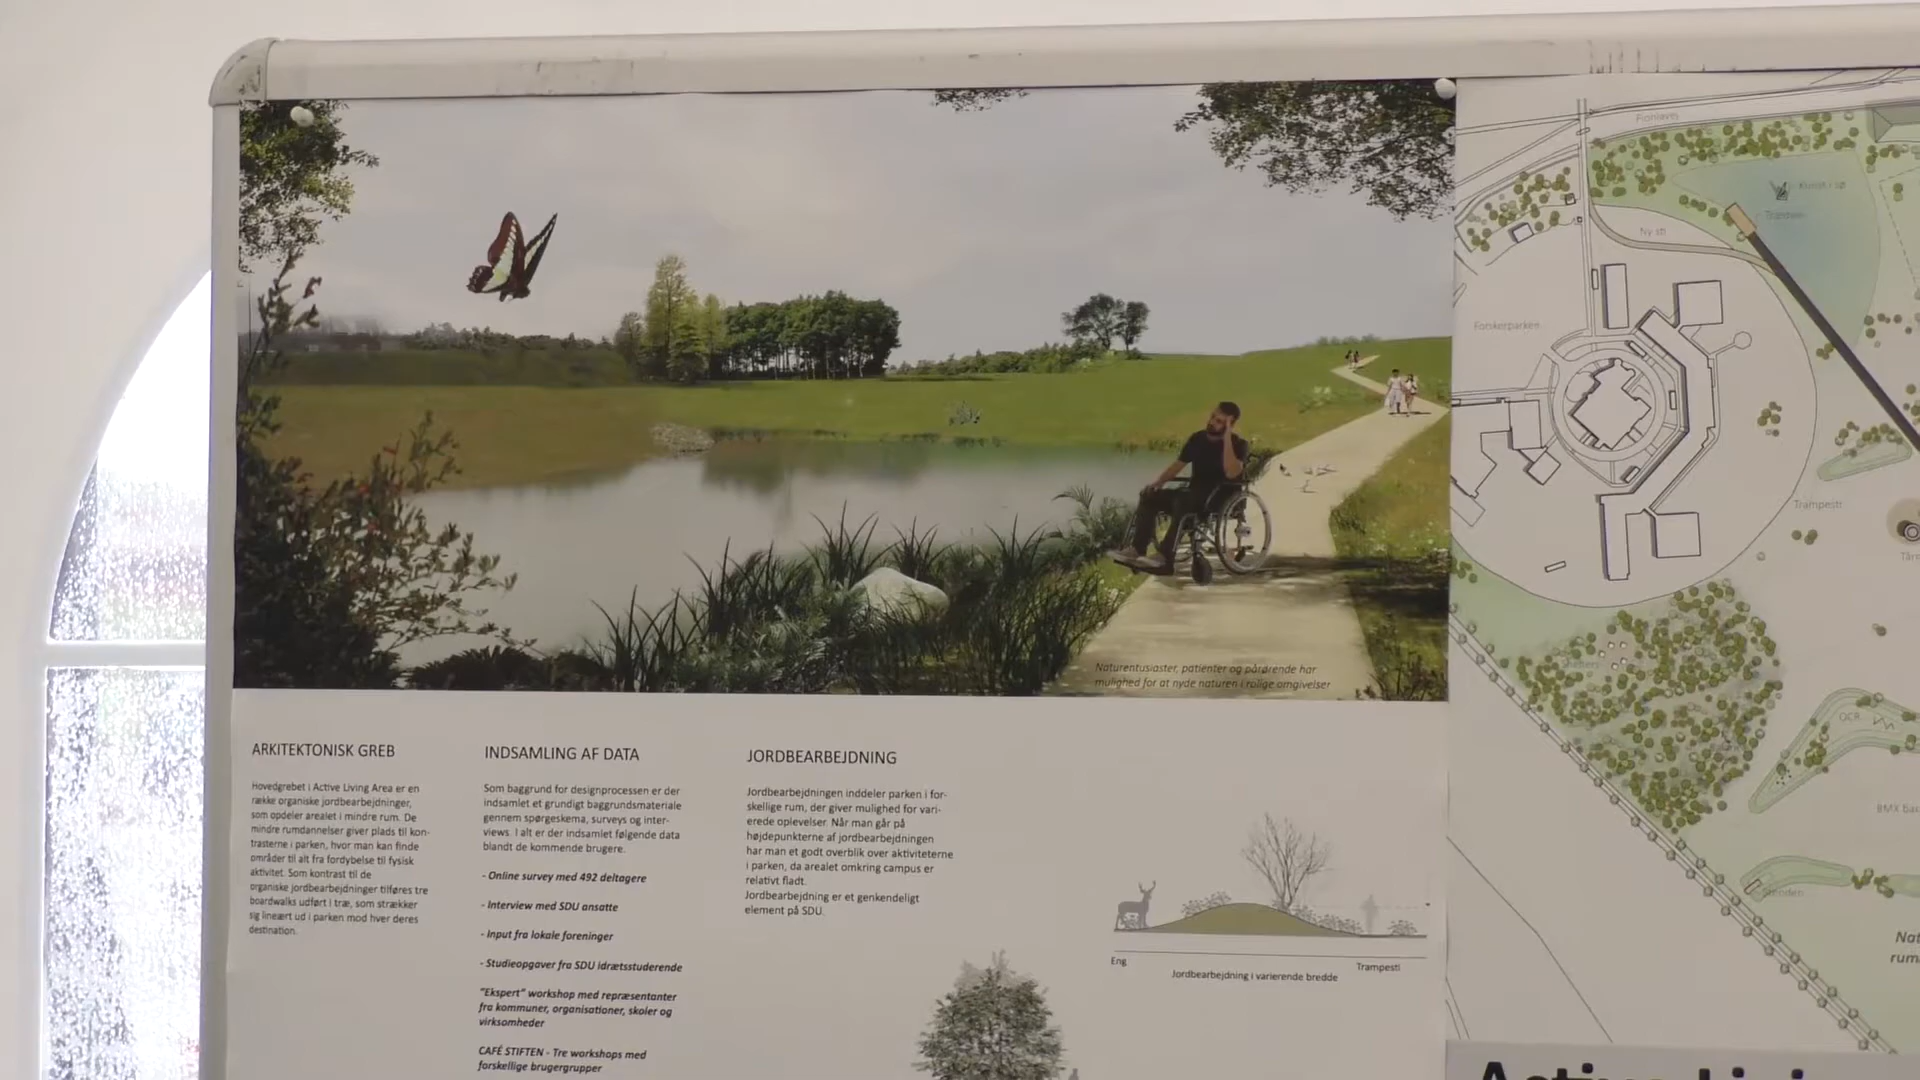 Naturentusiaster, patienter og pårørende har
mulighed for at nyde naturen i rolige omgivelser
ARKITEKTONISK GREB
Hovedgrebet i Active Living Area er en
række organiske jordbearbejdninger,
som opdeler arealet i mindre rum. De
mindre rumdannelser giver plads til kon-
trasterne i parken, hvor man kan finde
områder til alt fra fordybelse til fysisk
aktivitet. Som kontrast til de
organiske jordbearbejdninger tilføres tre
boardwalks udført i træ, som strækker
sig lineært ud i parken mod hver deres
destination.
INDSAMLING AF DATA
Som baggrund for designprocessen er der
indsamlet et grundigt baggrundsmateriale
gennem spørgeskema, surveys og inter-
views. I alt er der indsamlet følgende data
blandt de kommende brugere.
- Online survey med 492 deltagere
- Interview med SDU ansatte
- Input fra lokale foreninger
- Studieopgaver fra SDU idrætsstuderende
"Ekspert" workshop med repræsentanter
fra kommuner, organisationer, skoler og
virksomheder
CAFÉ STIFTEN - Tre workshops med
forskellige brugergrupper
JORDBEARBEJDNING
Jordbearbejdningen inddeler parken i for-
skellige rum, der giver mulighed for vari-
erede oplevelser. Når man går på
højdepunkterne af jordbearbejdningen
har man et godt overblik over aktiviteterne
i parken, da arealet omkring campus er
relativt fladt.
Jordbearbejdning er et genkendeligt
element på SDU.
Eng
Trampesti
Jordbearbejdning i varierende bredde
Kunst i sø
Ny sti
Forskerparken
Trampesti
Shelters
OCR
BMX